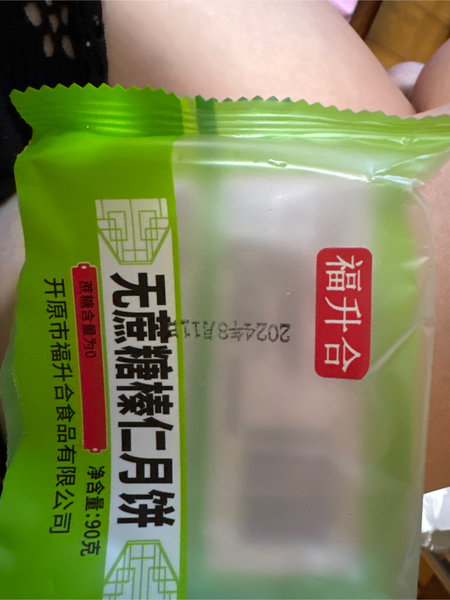 福升合
2024年8月11日
无蔗糖榛仁月饼
蔗糖含量为0
净含量:90克
开原市福升合食品有限公司